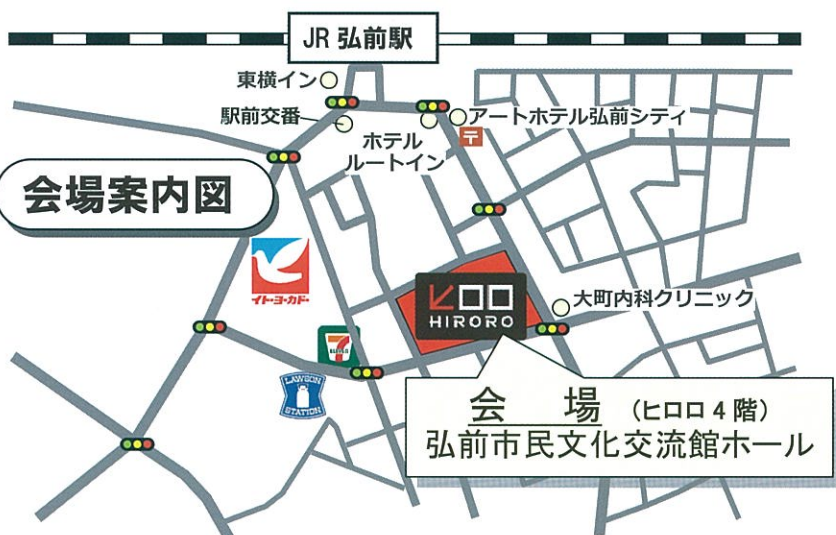 JR 弘前駅
東横イン
駅前交番
ホテル
ルートイン
アートホテル弘前シティ
〒
会場案内図
イトーヨーカドー
HIRORO
大町内科クリニック
7
ELEVEN
LAWSON
STATION
会 場 (ヒロロ 4 階)
弘前市民文化交流館ホール